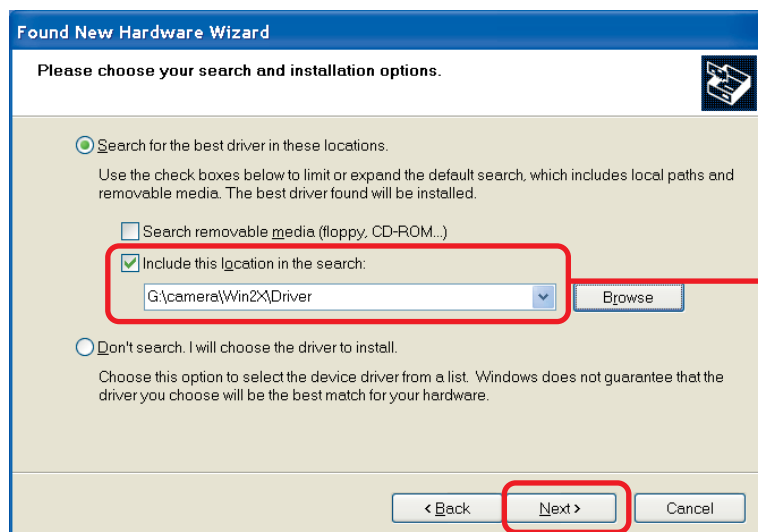 Found New Hardware Wizard
Please choose your search and installation options.
Search for the best driver in these locations.
Use the check boxes below to limit or expand the default search, which includes local paths and
removable media. The best driver found will be installed.
Search removable media (floppy, CD-ROM...)
Include this location in the search:
G:\camera\Win2X\Driver
Browse
Don't search. I will choose the driver to install.
Choose this option to select the device driver from a list. Windows does not guarantee that the
driver you choose will be the best match for your hardware.
< Back Next > Cancel